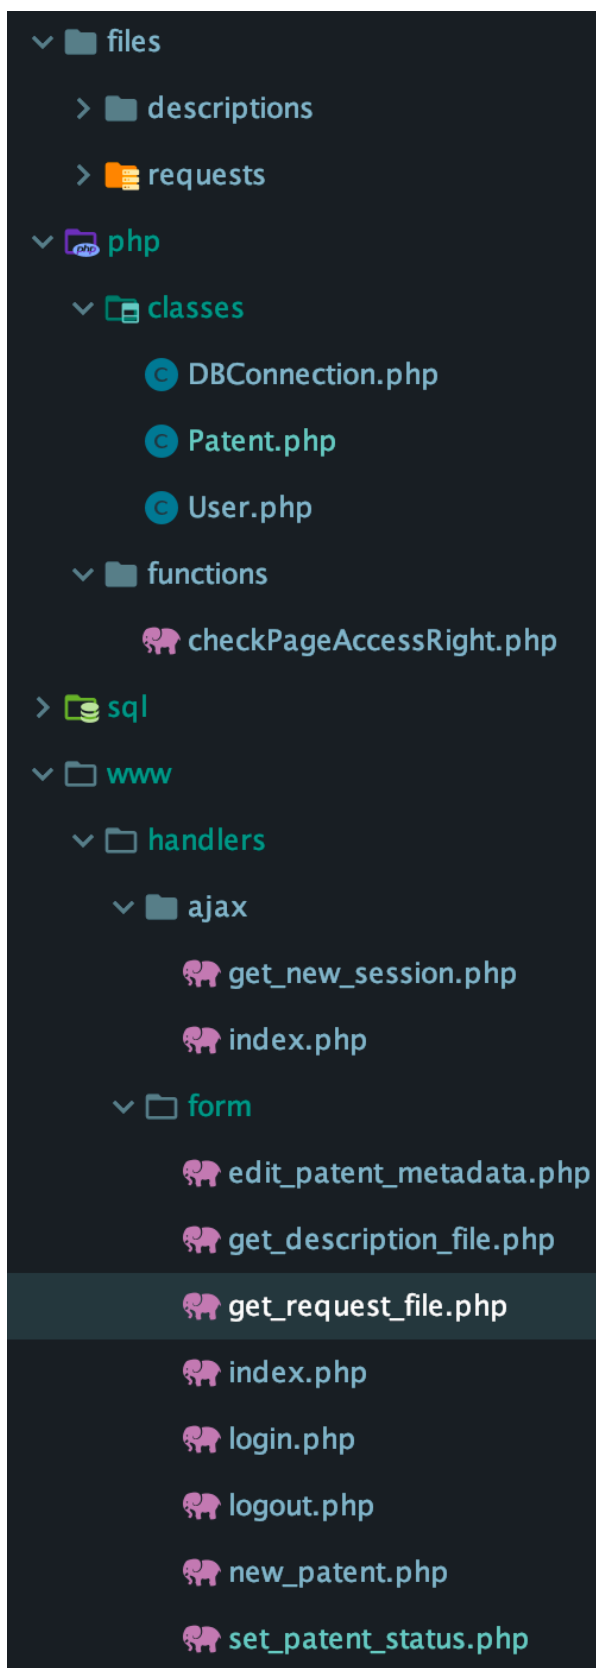 files
descriptions
requests
php
classes
DBConnection.php
Patent.php
User.php
functions
checkPageAccessRight.php
sql
www
handlers
ajax
get_new_session.php
index.php
form
edit_patent_metadata.php
get_description_file.php
get_request_file.php
index.php
login.php
logout.php
new_patent.php
set_patent_status.php